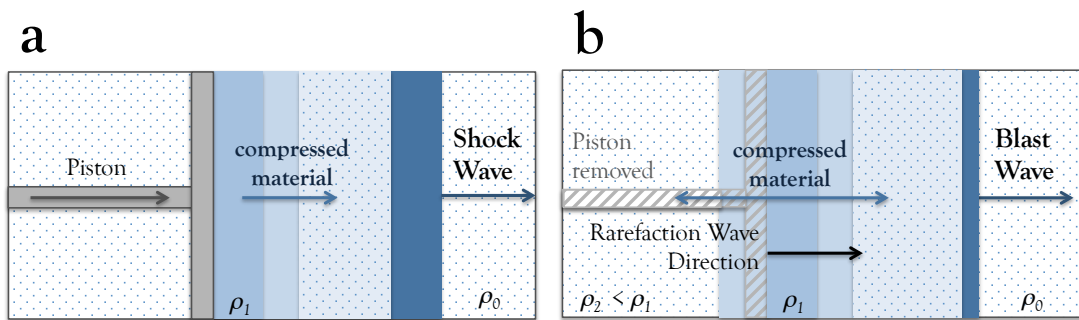 a
Piston
compressed
material
Shock
Wave
ρ₁
ρ₀
b
Piston
removed
compressed
material
Blast
Wave
Rarefaction Wave
Direction
ρ₂ < ρ₁
ρ₁
ρ₀